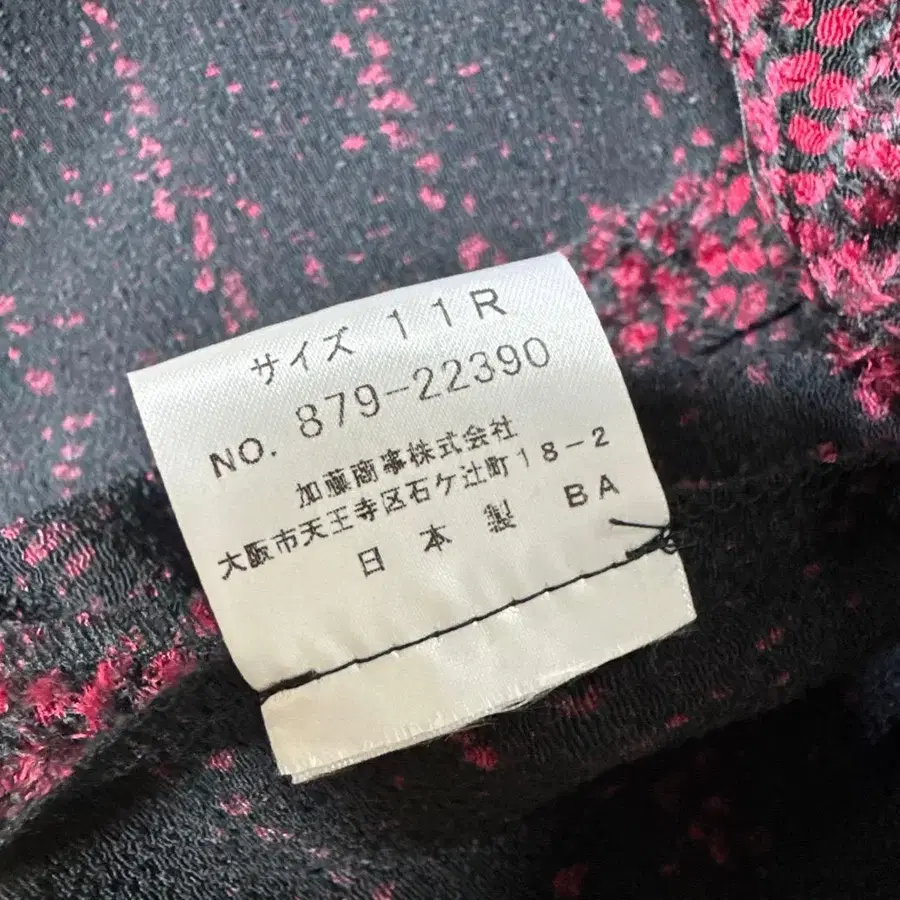 サイズ 11R
NO. 879-22390
加藤商事株式会社
大阪市天王寺区石ケ辻町18-2
日本製 BA